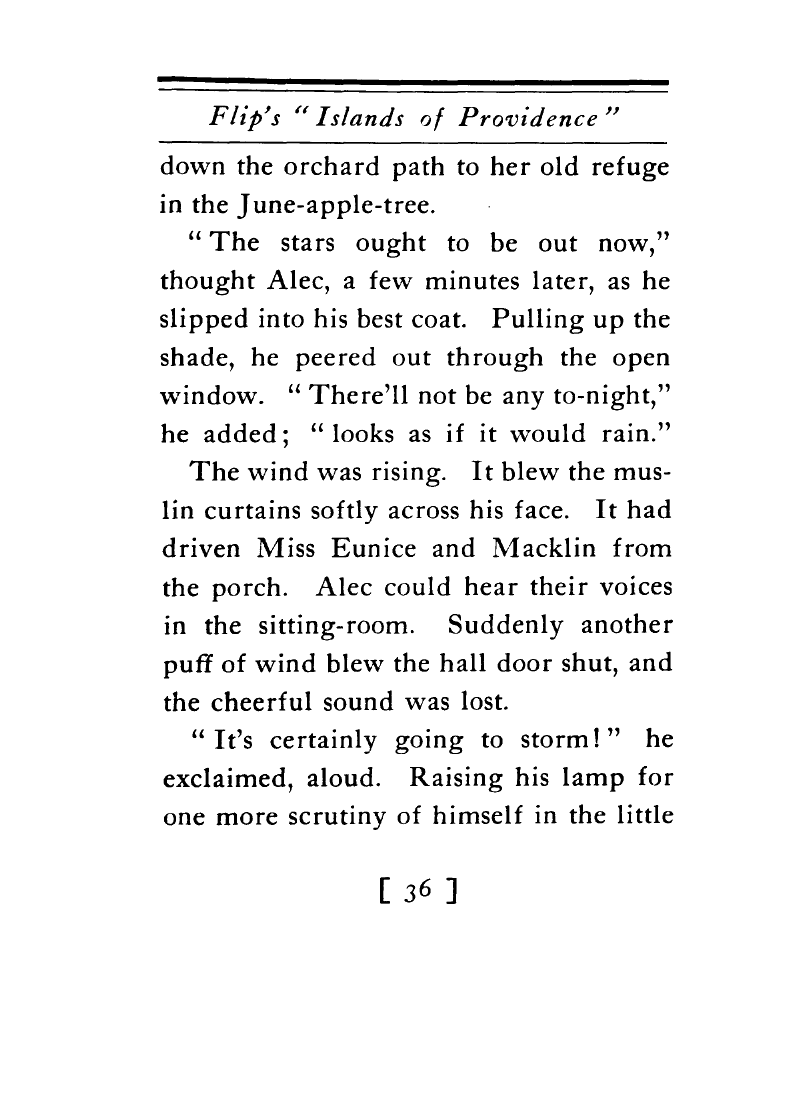 Flip's “Islands of Providence”
down the orchard path to her old refuge
in the June-apple-tree.
“The stars ought to be out now,”
thought Alec, a few minutes later, as he
slipped into his best coat. Pulling up the
shade, he peered out through the open
window. “There'll not be any to-night,”
he added; “looks as if it would rain.”
The wind was rising. It blew the mus-
lin curtains softly across his face. It had
driven Miss Eunice and Macklin from
the porch. Alec could hear their voices
in the sitting-room. Suddenly another
puff of wind blew the hall door shut, and
the cheerful sound was lost.
“It's certainly going to storm!” he
exclaimed, aloud. Raising his lamp for
one more scrutiny of himself in the little
[ 36 ]